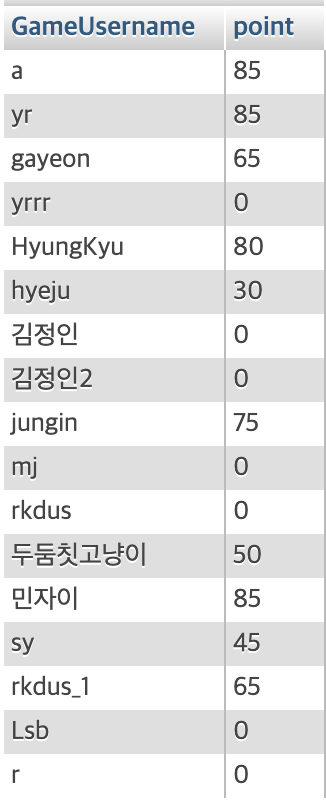 GameUsername point
a 85
yr 85
gayeon 65
yrrr 0
HyungKyu 80
hyeju 30
김정인 0
김정인2 0
jungin 75
mj 0
rkdus 0
두둠칫고냥이 50
민자이 85
sy 45
rkdus_1 65
Lsb 0
r 0